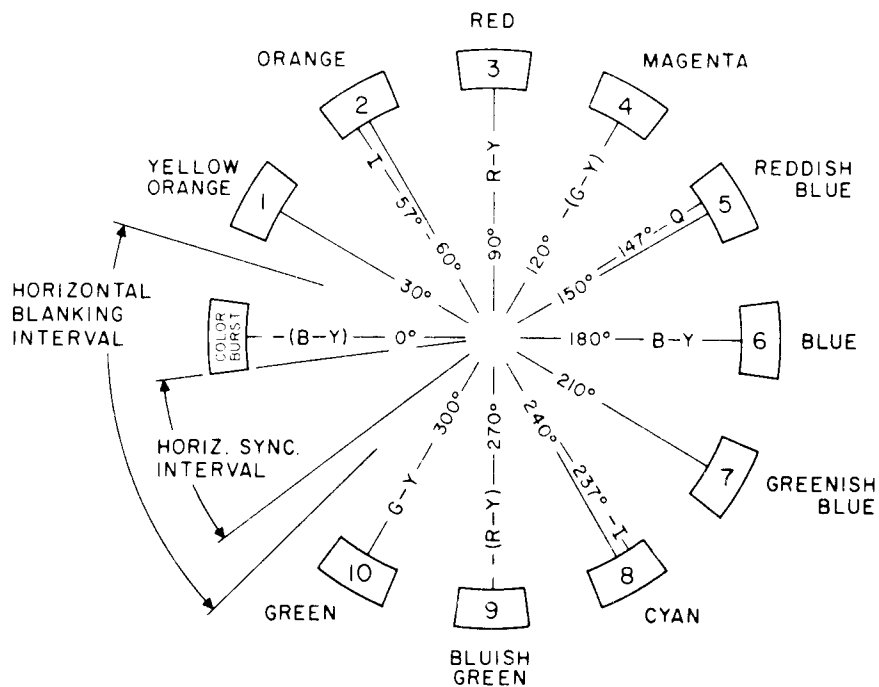 RED
ORANGE
MAGENTA
YELLOW
ORANGE
REDDISH
BLUE
1
2
3
4
5
I
57°
60°
R-Y
90°
-(G-Y)
120°
147°
Q
150°
30°
HORIZONTAL
BLANKING
INTERVAL
COLOR
BURST
-(B-Y)
0°
180°
B-Y
6
BLUE
HORIZ. SYNC.
INTERVAL
300°
G-Y
270°
-(R-Y)
240°
237°
-I
210°
7
GREENISH
BLUE
10
GREEN
9
BLUISH
GREEN
8
CYAN